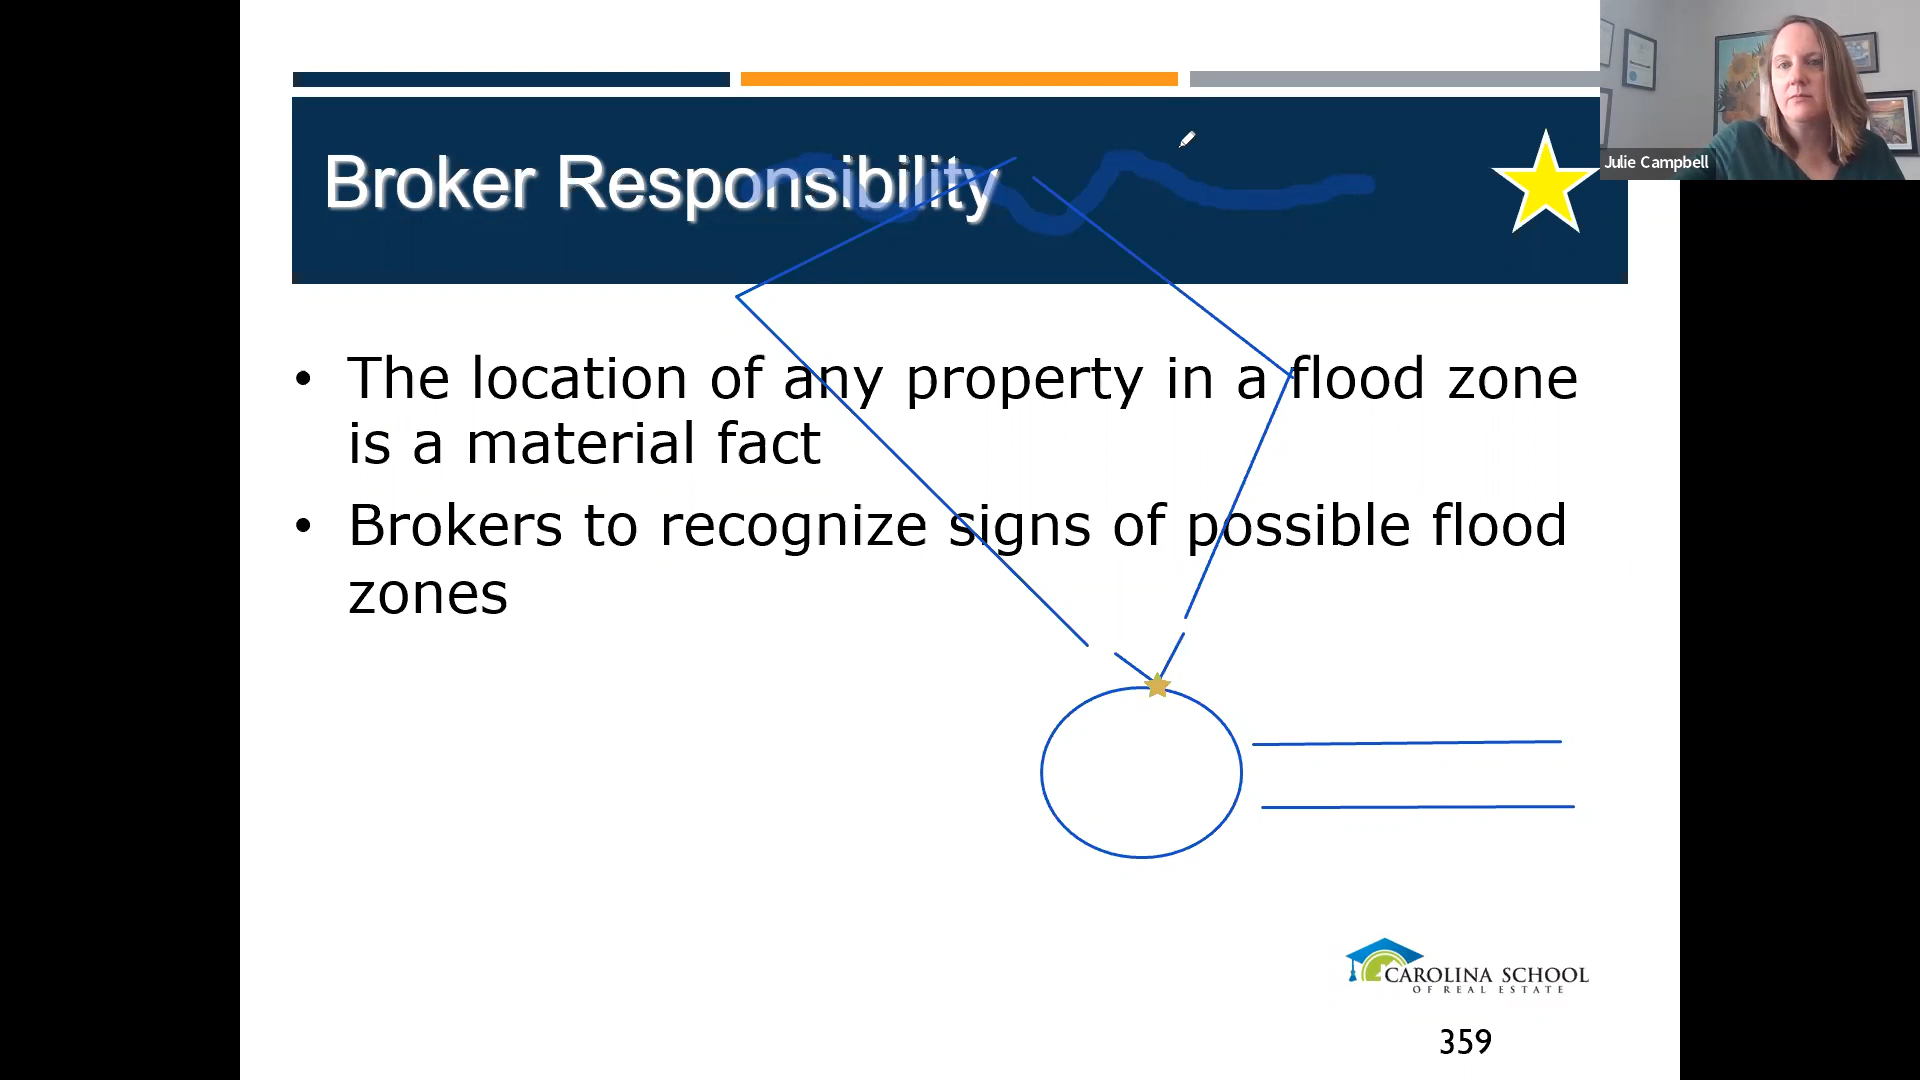 Julie Campbell
Broker Responsibility
• The location of any property in a flood zone
is a material fact
• Brokers to recognize signs of possible flood
zones
CAROLINA SCHOOL
OF REAL ESTATE
359